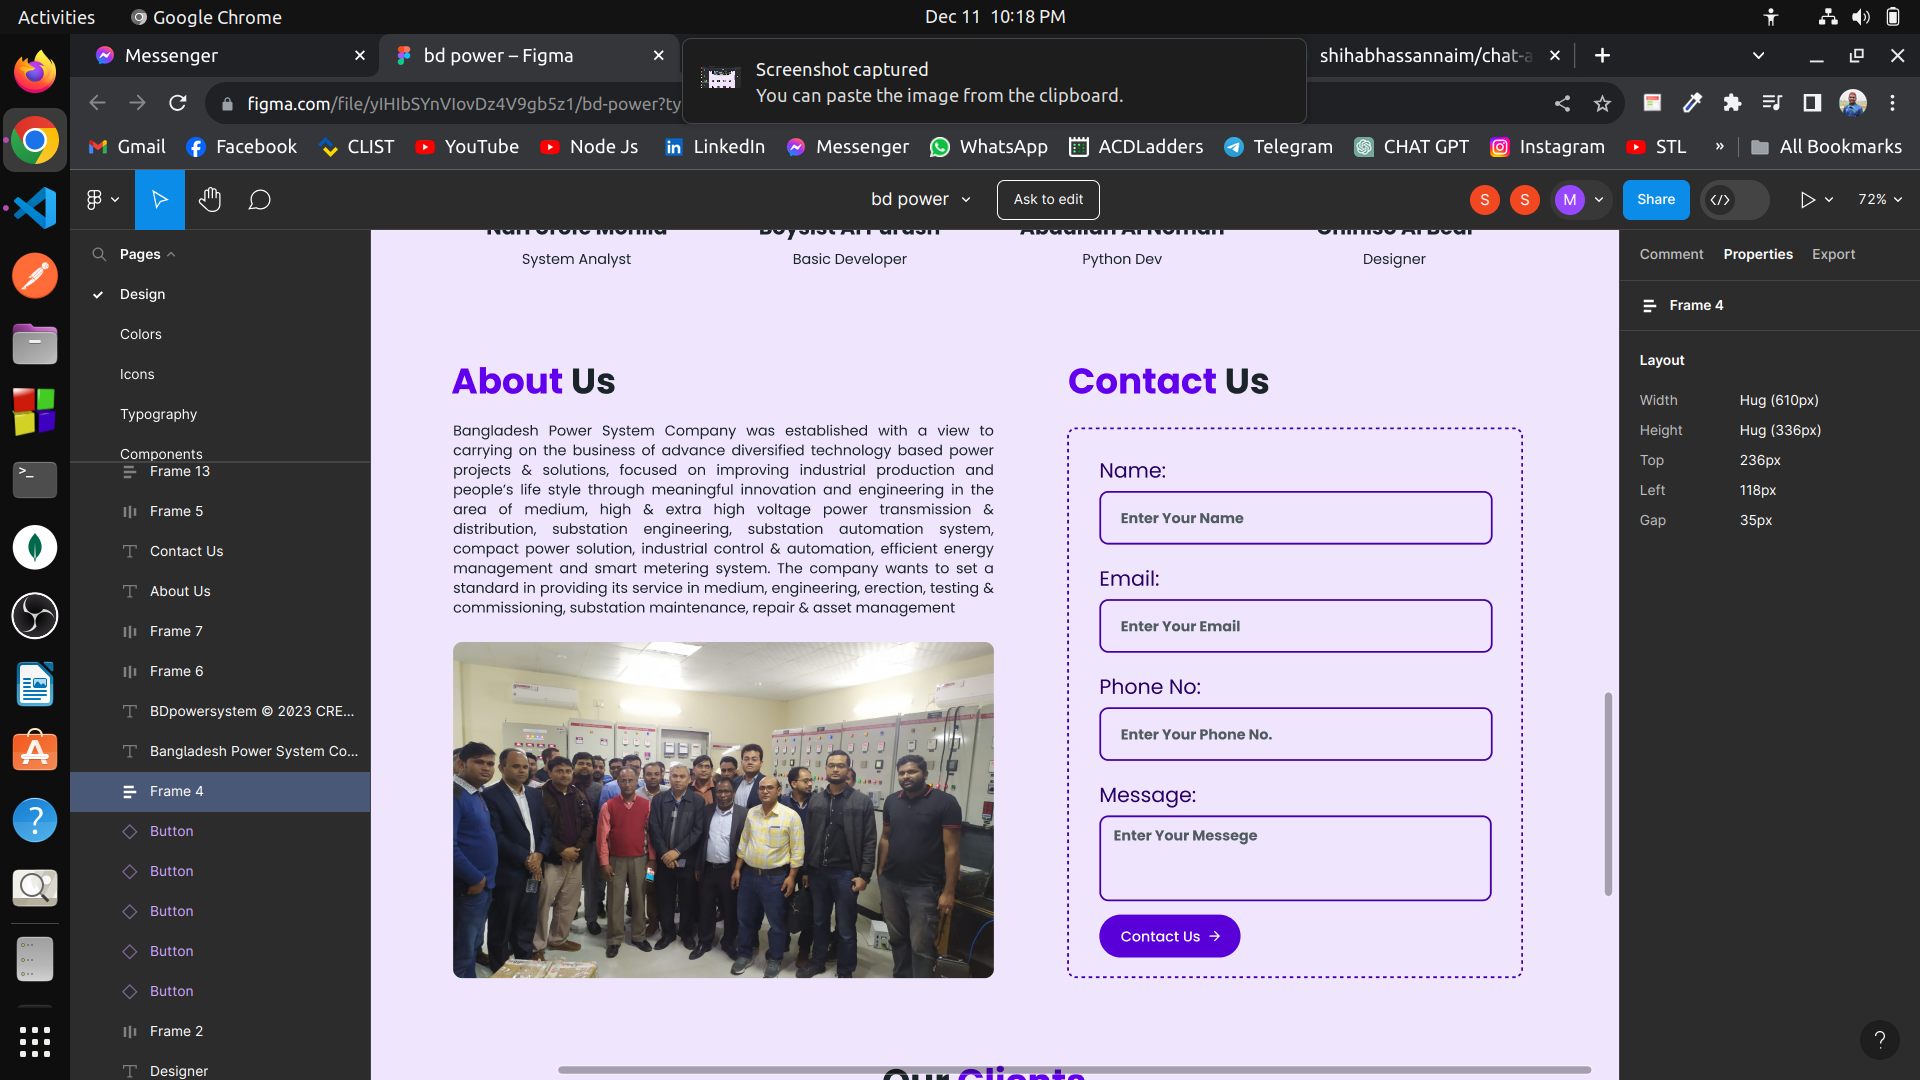 Activities
Google Chrome
Dec 11 10:18 PM
Messenger
bd power – Figma
Screenshot captured
You can paste the image from the clipboard.
shihabhassannaim/chat-a
figma.com/file/yIHIbSYnVIovDz4V9gb5z1/bd-power?ty
Gmail
Facebook
CLIST
YouTube
Node Js
LinkedIn
Messenger
WhatsApp
ACDLadders
Telegram
CHAT GPT
Instagram
STL
»
All Bookmarks
bd power
Ask to edit
S
S
M
Share
72%
Pages
Design
Colors
Icons
Typography
Components
Frame 13
Frame 5
Contact Us
About Us
Frame 7
Frame 6
BDpowersystem © 2023 CRE...
Bangladesh Power System Co...
Frame 4
Button
Button
Button
Button
Button
Frame 2
Designer
System Analyst
Basic Developer
Python Dev
Designer
About Us
Bangladesh Power System Company was established with a view to
carrying on the business of advance diversified technology based power
projects & solutions, focused on improving industrial production and
people's life style through meaningful innovation and engineering in the
area of medium, high & extra high voltage power transmission &
distribution, substation engineering, substation automation system,
compact power solution, industrial control & automation, efficient energy
management and smart metering system. The company wants to set a
standard in providing its service in medium, engineering, erection, testing &
commissioning, substation maintenance, repair & asset management
Contact Us
Name:
Enter Your Name
Email:
Enter Your Email
Phone No:
Enter Your Phone No.
Message:
Enter Your Messege
Contact Us
Our Clients
Comment
Properties
Export
Frame 4
Layout
Width
Hug (610px)
Height
Hug (336px)
Top
236px
Left
118px
Gap
35px
?